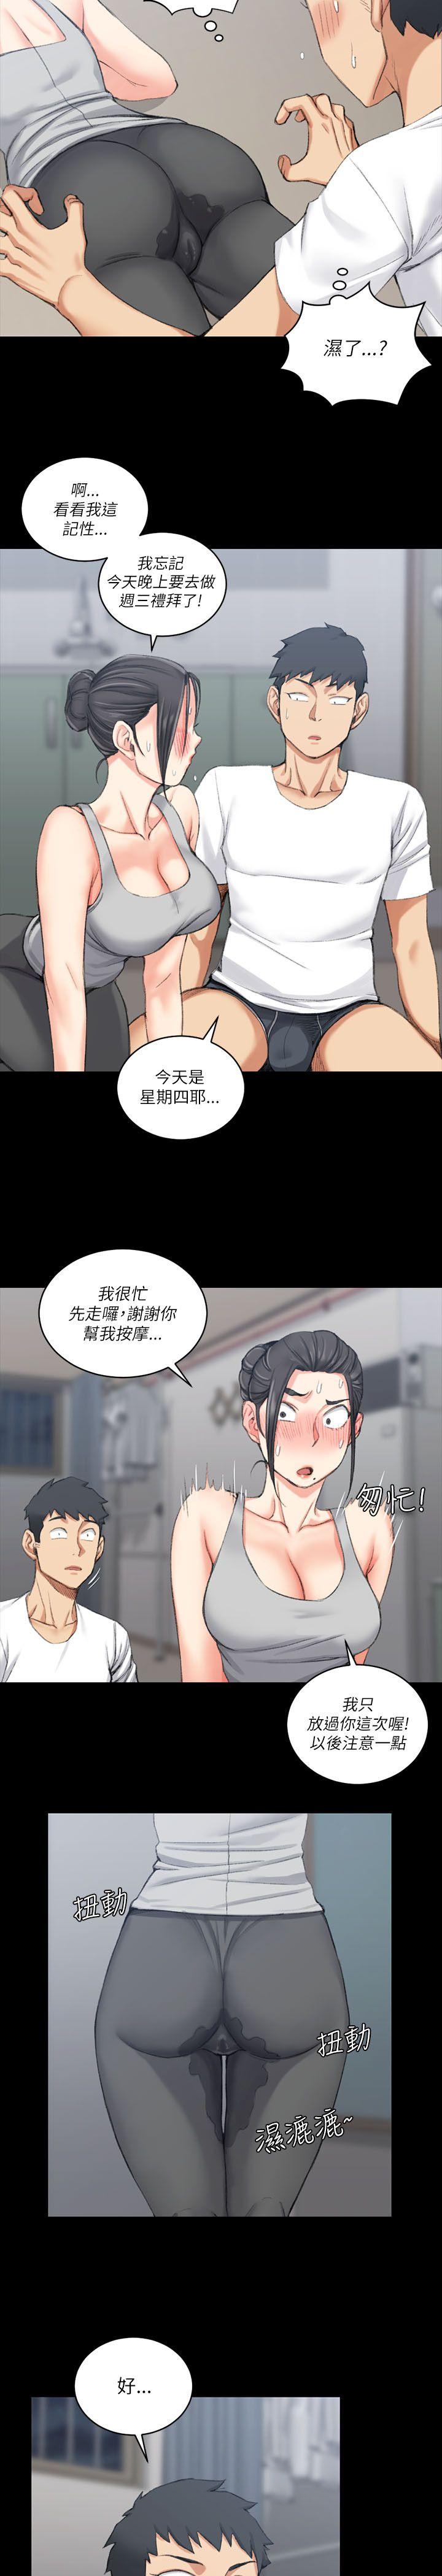 濕了...?
啊...
看看我這
記性...
我忘記
今天晚上要去做
週三禮拜了!
今天是
星期四耶...
我很忙
先走囉,謝謝你
幫我按摩...
匆忙!
我只
放過你這次喔!
以後注意一點
扭動
扭動
濕漉漉~
好...